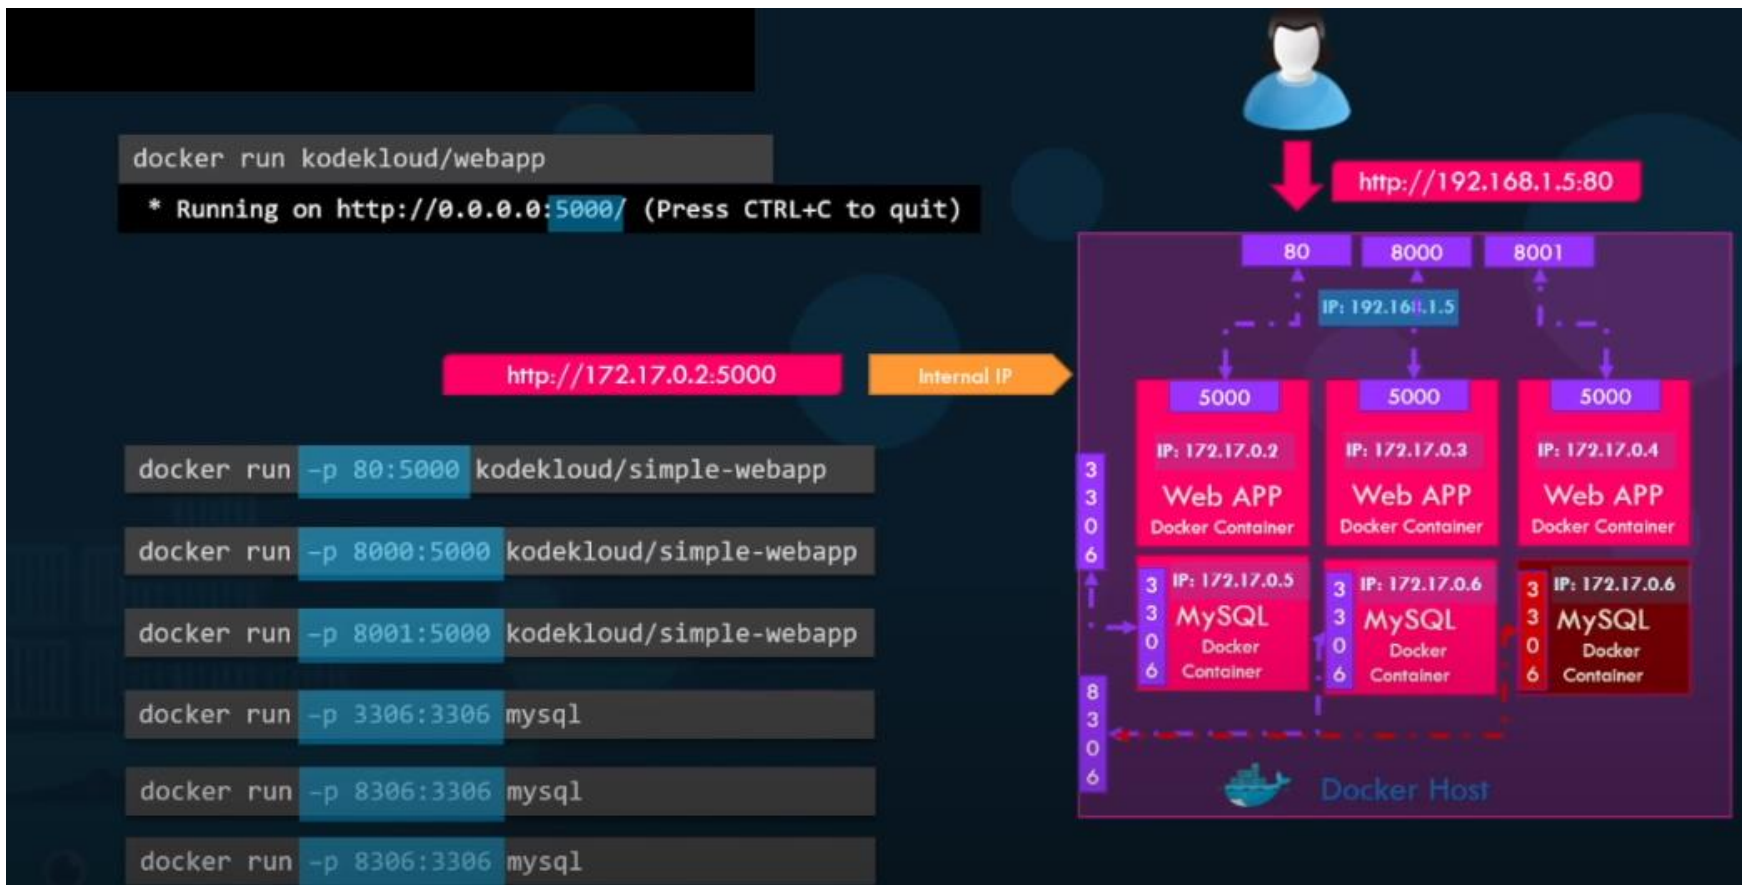 docker run kodekloud/webapp
* Running on http://0.0.0.0:5000/ (Press CTRL+C to quit)
http://172.17.0.2:5000
Internal IP
docker run -p 80:5000 kodekloud/simple-webapp
docker run -p 8000:5000 kodekloud/simple-webapp
docker run -p 8001:5000 kodekloud/simple-webapp
docker run -p 3306:3306 mysql
docker run -p 8306:3306 mysql
docker run -p 8306:3306 mysql
http://192.168.1.5:80
80
8000
8001
IP: 192.168.1.5
5000
IP: 172.17.0.2
Web APP
Docker Container
5000
IP: 172.17.0.3
Web APP
Docker Container
5000
IP: 172.17.0.4
Web APP
Docker Container
3306
3306
IP: 172.17.0.5
MySQL
Docker
Container
3306
IP: 172.17.0.6
MySQL
Docker
Container
3306
IP: 172.17.0.6
MySQL
Docker
Container
8306
Docker Host